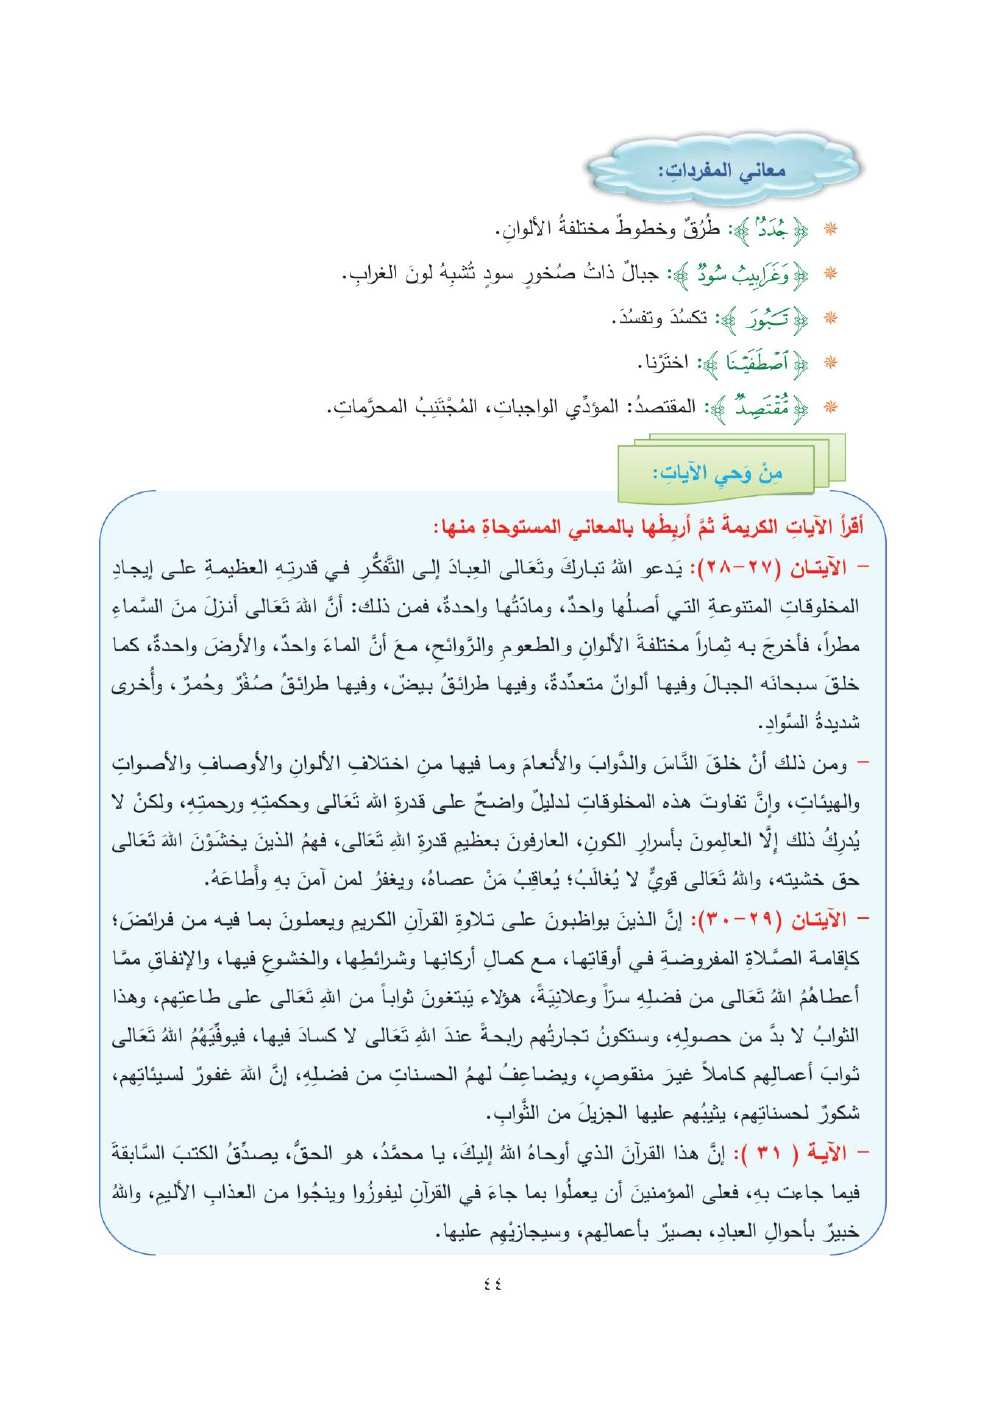 معاني المفرداتِ:
﴿ جُدَدُۢ ﴾: طُرُقٌ وخطوطٌ مختلفةُ الألوانِ.
﴿ وَغَرَابِيبُ سُودٌ ﴾: جبالٌ ذاتُ صُخورٍ سودٍ تُشبِهُ لونَ الغرابِ.
﴿ تَبُورَ ﴾: تكسُدَ وتفسُدَ.
﴿ ٱصۡطَفَيۡنَا ﴾: اختَرْنا.
﴿ مُّقۡتَصِدٌ ﴾: المقتصدُ: المؤدِّي الواجباتِ، المُجْتَنِبُ المحرَّماتِ.
مِنْ وَحيِ الآياتِ:
أقرأ الآياتِ الكريمةَ ثمَّ أربِطُها بالمعاني المستوحاةِ منها:
– الآيتـان (٢٧-٢٨): يَدعو اللهُ تباركَ وتَعَالى العِبادَ إلى التَّفكُّرِ في قدرتِهِ العظيمةِ على إيجادِ
المخلوقاتِ المتنوعةِ التي أصلُها واحدٌ، ومادّتُها واحدةٌ، فمن ذلكَ: أنَّ اللهَ تَعَالى أنزلَ منَ السَّماءِ
مطراً، فأخرجَ به ثِماراً مختلفةَ الألوانِ والطعومِ والرَّوائحِ، معَ أنَّ الماءَ واحدٌ، والأرضَ واحدةٌ، كما
خلقَ سبحانَه الجبالَ وفيها ألوانٌ متعدِّدةٌ، وفيها طرائقُ بيضٌ، وفيها طرائقُ صُفْرٌ وحُمرٌ، وأُخرى
شديدةُ السَّوادِ.
– ومن ذلكَ أنْ خلقَ النَّاسَ والدَّوابَ والأنعامَ وما فيها منِ اختلافِ الألوانِ والأوصافِ والأصواتِ
والهيئاتِ، وإنَّ تفاوتَ هذه المخلوقاتِ لدليلٌ واضحٌ على قدرةِ الله تَعَالى وحكمتِهِ ورحمتِهِ، ولكنْ لا
يُدرِكُ ذلك إلَّا العالِمونَ بأسرارِ الكونِ، العارفونَ بعظيمِ قدرةِ اللهِ تَعَالى، فهمُ الذينَ يخشَوْنَ اللهَ تَعَالى
حق خشيته، واللهُ تَعَالى قويٌّ لا يُغالَبُ؛ يُعاقِبُ مَنْ عصاهُ، ويغفرُ لمن آمنَ بهِ وأطاعَهُ.
– الآيتـان (٢٩-٣٠): إنَّ الذينَ يواظبونَ على تلاوةِ القرآنِ الكريمِ ويعملونَ بما فيه من فرائضَ؛
كإقامةِ الصَّلاةِ المفروضةِ في أوقاتِها، مع كمالِ أركانِها وشرائطِها، والخشوعِ فيها، والإنفاقِ ممَّا
أعطاهُمُ اللهُ تَعَالى من فضلِهِ سرّاً وعلانِيَةً، هؤلاء يَبتغونَ ثواباً من اللهِ تَعَالى على طاعتِهم، وهذا
الثوابُ لا بدَّ من حصولِهِ، وستكونُ تجارتُهم رابحةً عندَ اللهِ تَعَالى لا كسادَ فيها، فيوفِّيَهُمُ اللهُ تَعَالى
ثوابَ أعمالِهم كاملاً غيرَ منقوصٍ، ويضاعِفُ لهمُ الحسناتِ من فضلِهِ، إنَّ اللهَ غفورٌ لسيئاتِهم،
شكورٌ لحسناتِهم، يثيبُهم عليها الجزيلَ من الثَّوابِ.
– الآيـة ( ٣١ ): إنَّ هذا القرآنَ الذي أوحاهُ اللهُ إليكَ، يا محمَّدُ، هو الحقُّ، يصدِّقُ الكتبَ السَّابقةَ
فيما جاءت بهِ، فعلى المؤمنينَ أن يعملُوا بما جاءَ في القرآنِ ليفوزُوا وينجُوا من العذابِ الأليمِ، واللهُ
خبيرٌ بأحوالِ العبادِ، بصيرٌ بأعمالِهم، وسيجازيْهِم عليها.
٤٤